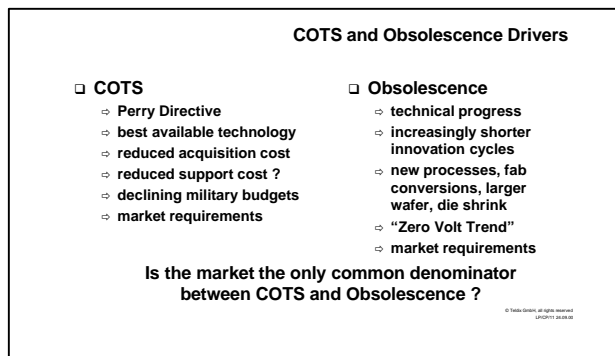 COTS and Obsolescence Drivers
❑ COTS
⇨ Perry Directive
⇨ best available technology
⇨ reduced acquisition cost
⇨ reduced support cost ?
⇨ declining military budgets
⇨ market requirements
❑ Obsolescence
⇨ technical progress
⇨ increasingly shorter
innovation cycles
⇨ new processes, fab
conversions, larger
wafer, die shrink
⇨ “Zero Volt Trend”
⇨ market requirements
Is the market the only common denominator
between COTS and Obsolescence ?
© Teldix GmbH, all rights reserved